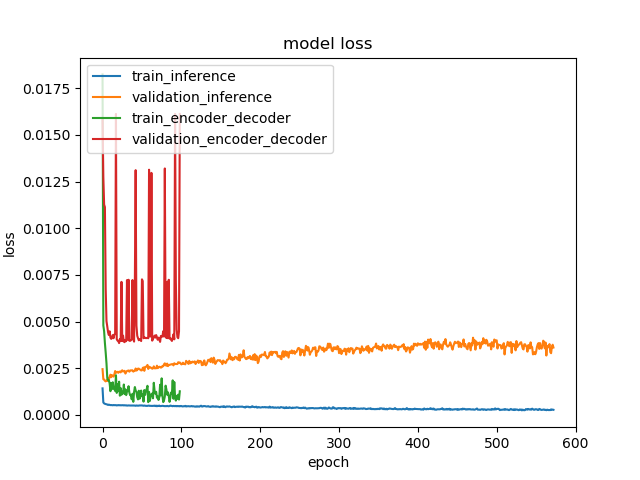 model loss
train_inference
validation_inference
train_encoder_decoder
validation_encoder_decoder
0.0175
0.0150
0.0125
0.0100
0.0075
0.0050
0.0025
0.0000
loss
0 100 200 300 400 500 600
epoch